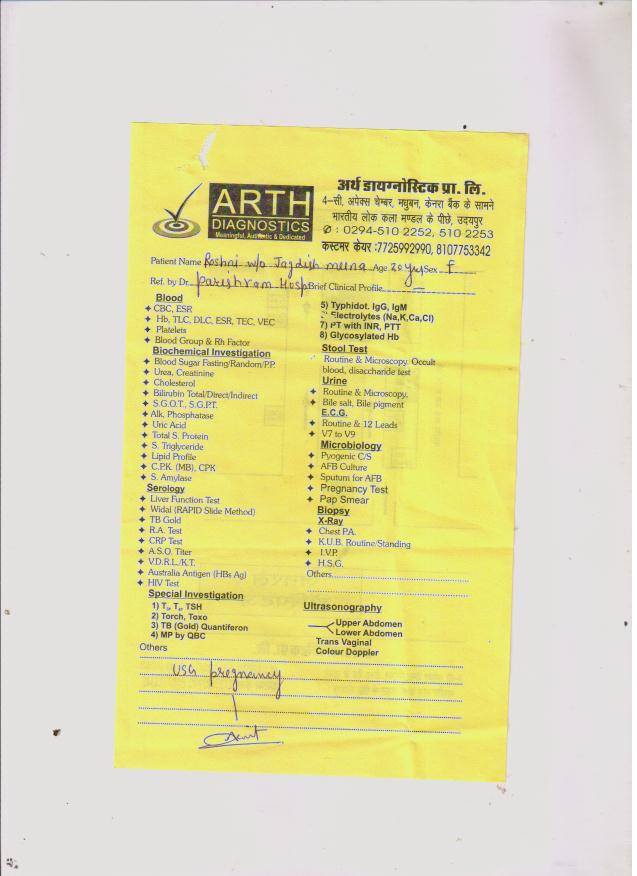 ARTH
DIAGNOSTICS
Meaningful, Authentic & Dedicated
अर्थ डायग्नोस्टिक प्रा. लि.
4–सी, अपेक्स चेम्बर, मधुबन, केनरा बैंक के सामने
भारतीय लोक कला मण्डल के पीछे, उदयपुर
✆ : 0294-510 2252, 510 2253
कस्टमर केयर :7725992990, 8107753342
Patient Name Roshni w/o Jagdish meena Age 20 yrs Sex F
Ref. by Dr. Parishram Hosp Brief Clinical Profile
Blood
CBC, ESR
Hb, TLC, DLC, ESR, TEC, VEC
Platelets
Blood Group & Rh Factor
Biochemical Investigation
Blood Sugar Fasting/Random/P.P.
Urea, Creatinine
Cholesterol
Bilirubin Total/Direct/Indirect
S.G.O.T., S.G.P.T.
Alk, Phosphatase
Uric Acid
Total S. Protein
S. Triglyceride
Lipid Profile
C.P.K. (MB), CPK
S. Amylase
Serology
Liver Function Test
Widal (RAPID Slide Method)
TB Gold
R.A. Test
CRP Test
A.S.O. Titer
V.D.R.L./K.T.
Australia Antigen (HBs Ag)
HIV Test
Special Investigation
1) T₃, T₄, TSH
2) Torch, Toxo
3) TB (Gold) Quantiferon
4) MP by QBC
5) Typhidot. IgG, IgM
Electrolytes (Na,K,Ca,Cl)
7) PT with INR, PTT
8) Glycosylated Hb
Stool Test
Routine & Microscopy, Occult
blood, disaccharide test
Urine
Routine & Microscopy,
Bile salt, Bile pigment
E.C.G.
Routine & 12 Leads
V7 to V9
Microbiology
Pyogenic C/S
AFB Culture
Sputum for AFB
Pregnancy Test
Pap Smear
Biopsy
X-Ray
Chest P.A.
K.U.B. Routine/Standing
I.V.P.
H.S.G.
Others
Ultrasonography
Upper Abdomen
Lower Abdomen
Trans Vaginal
Colour Doppler
Others
USG pregnancy